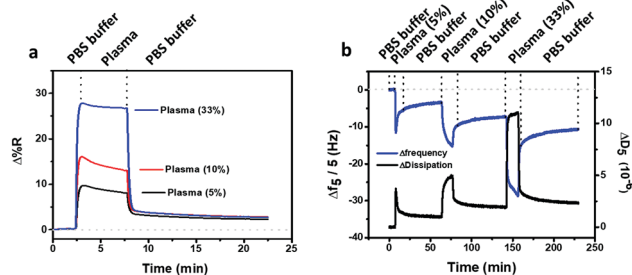 a
PBS buffer
Plasma
PBS buffer
Δ%R
30
20
10
0
Plasma (33%)
Plasma (10%)
Plasma (5%)
0 5 10 15 20 25
Time (min)
b
PBS buffer
Plasma (5%)
PBS buffer
Plasma (10%)
PBS buffer
Plasma (33%)
PBS buffer
Δf5 / 5 (Hz)
0
-10
-20
-30
-40
Δfrequency
ΔDissipation
15
10
5
0
ΔD5 (10⁻⁶)
0 50 100 150 200 250
Time (min)